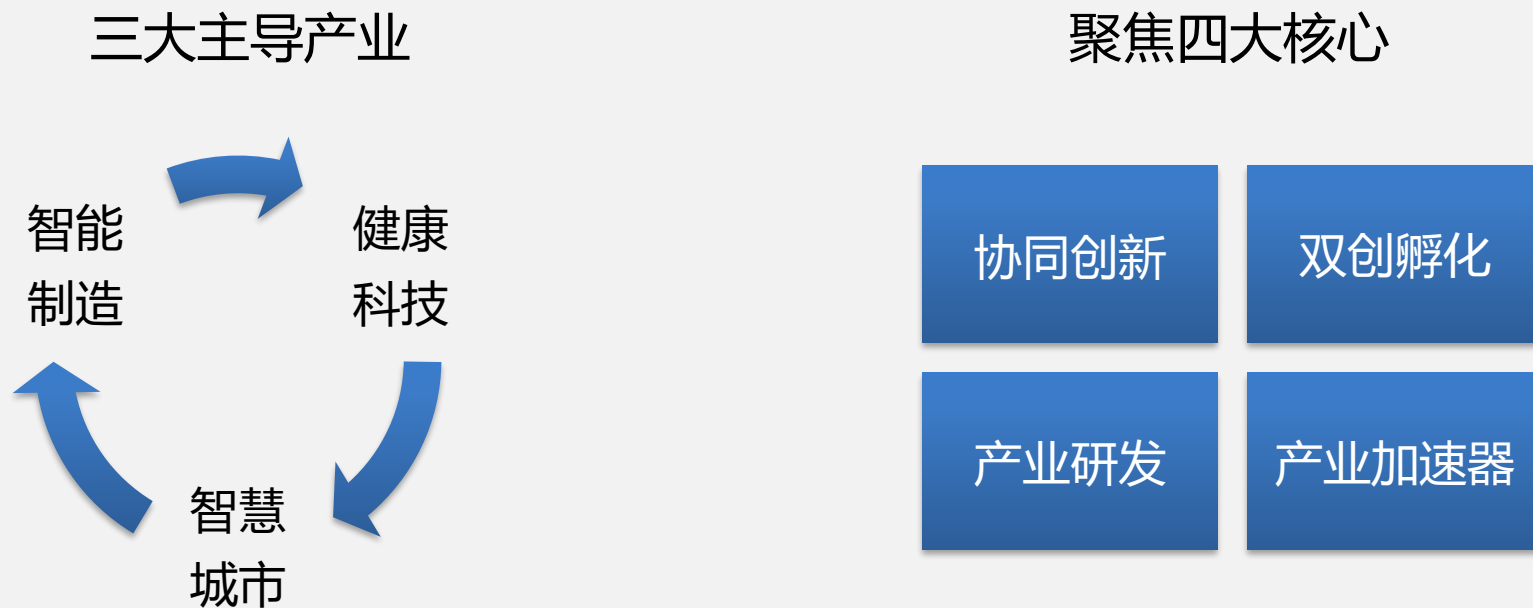 三大主导产业
智能
制造
健康
科技
智慧
城市
聚焦四大核心
协同创新
双创孵化
产业研发
产业加速器